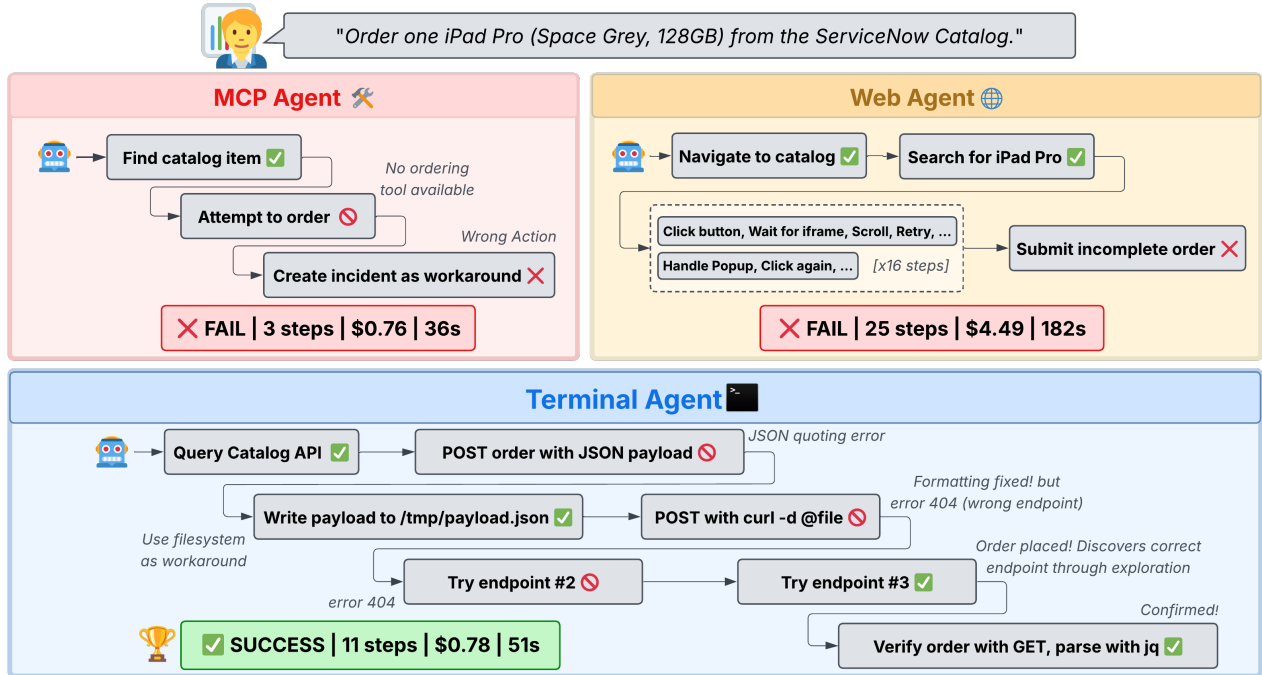 "Order one iPad Pro (Space Grey, 128GB) from the ServiceNow Catalog."
MCP Agent
Find catalog item
No ordering
tool available
Attempt to order
Wrong Action
Create incident as workaround
FAIL | 3 steps | $0.76 | 36s
Web Agent
Navigate to catalog
Search for iPad Pro
Click button, Wait for iframe, Scroll, Retry, ...
Handle Popup, Click again, ...
[x16 steps]
Submit incomplete order
FAIL | 25 steps | $4.49 | 182s
Terminal Agent
>_
Query Catalog API
POST order with JSON payload
JSON quoting error
Write payload to /tmp/payload.json
Use filesystem
as workaround
POST with curl -d @file
Formatting fixed! but
error 404 (wrong endpoint)
Try endpoint #2
error 404
Try endpoint #3
Order placed! Discovers correct
endpoint through exploration
Confirmed!
Verify order with GET, parse with jq
SUCCESS | 11 steps | $0.78 | 51s